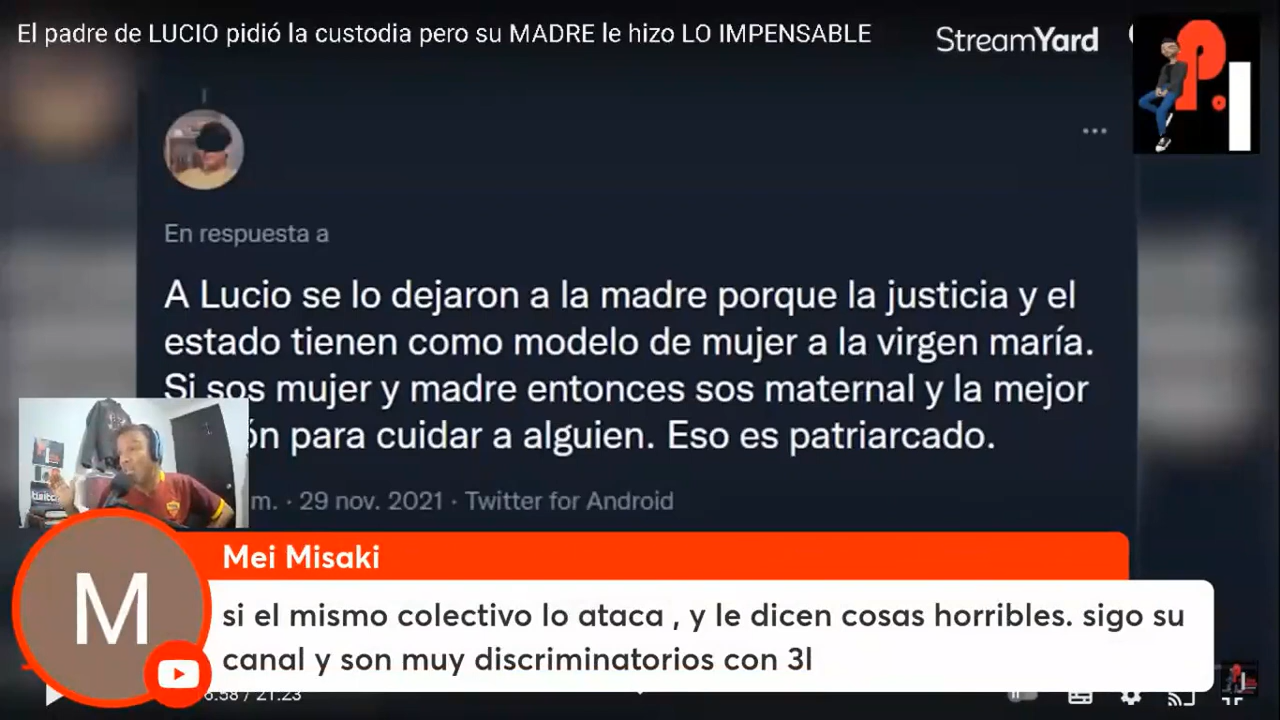 El padre de LUCIO pidió la custodia pero su MADRE le hizo LO IMPENSABLE
StreamYard
P.I
En respuesta a
A Lucio se lo dejaron a la madre porque la justicia y el
estado tienen como modelo de mujer a la virgen maría.
Si sos mujer y madre entonces sos maternal y la mejor
ón para cuidar a alguien. Eso es patriarcado.
m. · 29 nov. 2021 · Twitter for Android
Mei Misaki
M
si el mismo colectivo lo ataca , y le dicen cosas horribles. sigo su
canal y son muy discriminatorios con 3l
6:58 / 21:23